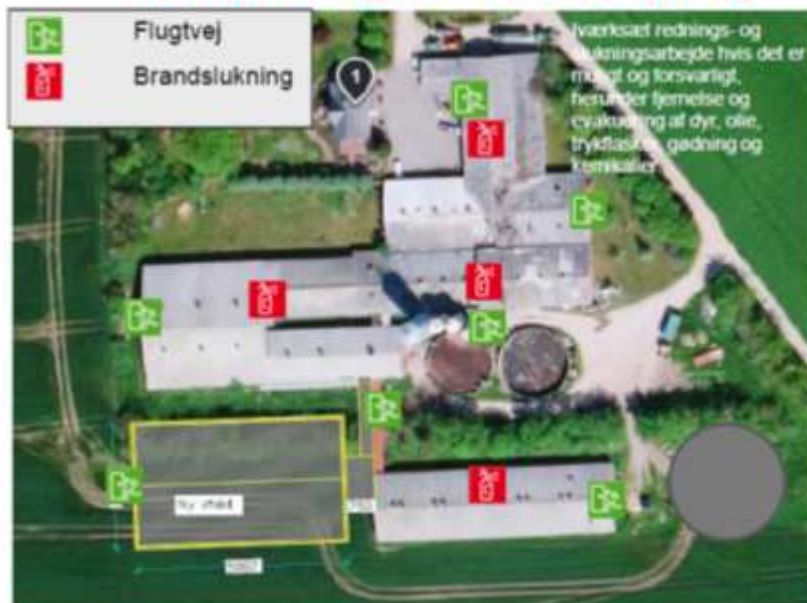 Flugtvej
Brandslukning
1
Iværksæt rednings- og
slukningsarbejde hvis det er
muligt og forsvarligt,
herunder fjernelse og
evakuering af dyr, olie,
trykflasker, gødning og
kemikalier
Ny